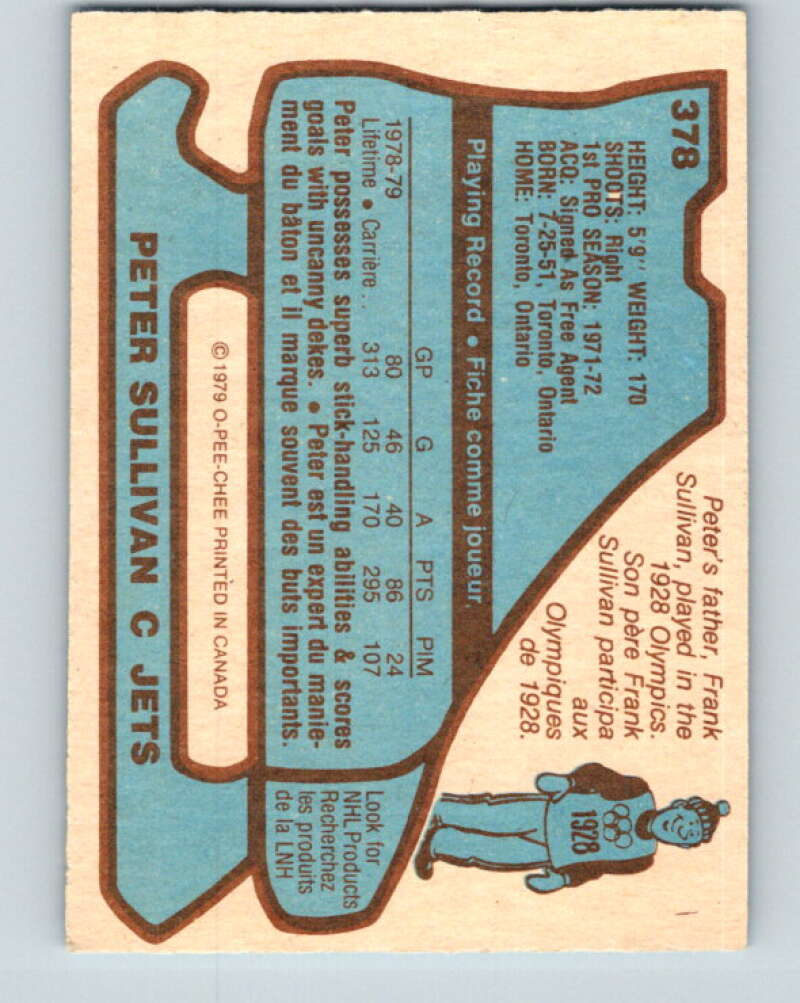 378
HEIGHT: 5'9" WEIGHT: 170
SHOOTS: Right
1st PRO SEASON: 1971-72
ACQ: Signed As Free Agent
BORN: 7-25-51, Toronto, Ontario
HOME: Toronto, Ontario
Peter's father, Frank
Sullivan, played in the
1928 Olympics.
Son père Frank
Sullivan participa
aux
Olympiques
de 1928.
1928
Playing Record • Fiche comme joueur
GP G A PTS PIM
1978-79 80 46 40 86 24
Lifetime • Carrière... 313 125 170 295 107
Peter possesses superb stick-handling abilities & scores
goals with uncanny dekes. • Peter est un expert du manie-
ment du bâton et il marque souvent des buts importants.
Look for
NHL Products
Recherchez
les produits
de la LNH
© 1979 O-PEE-CHEE PRINTED IN CANADA
PETER SULLIVAN C JETS